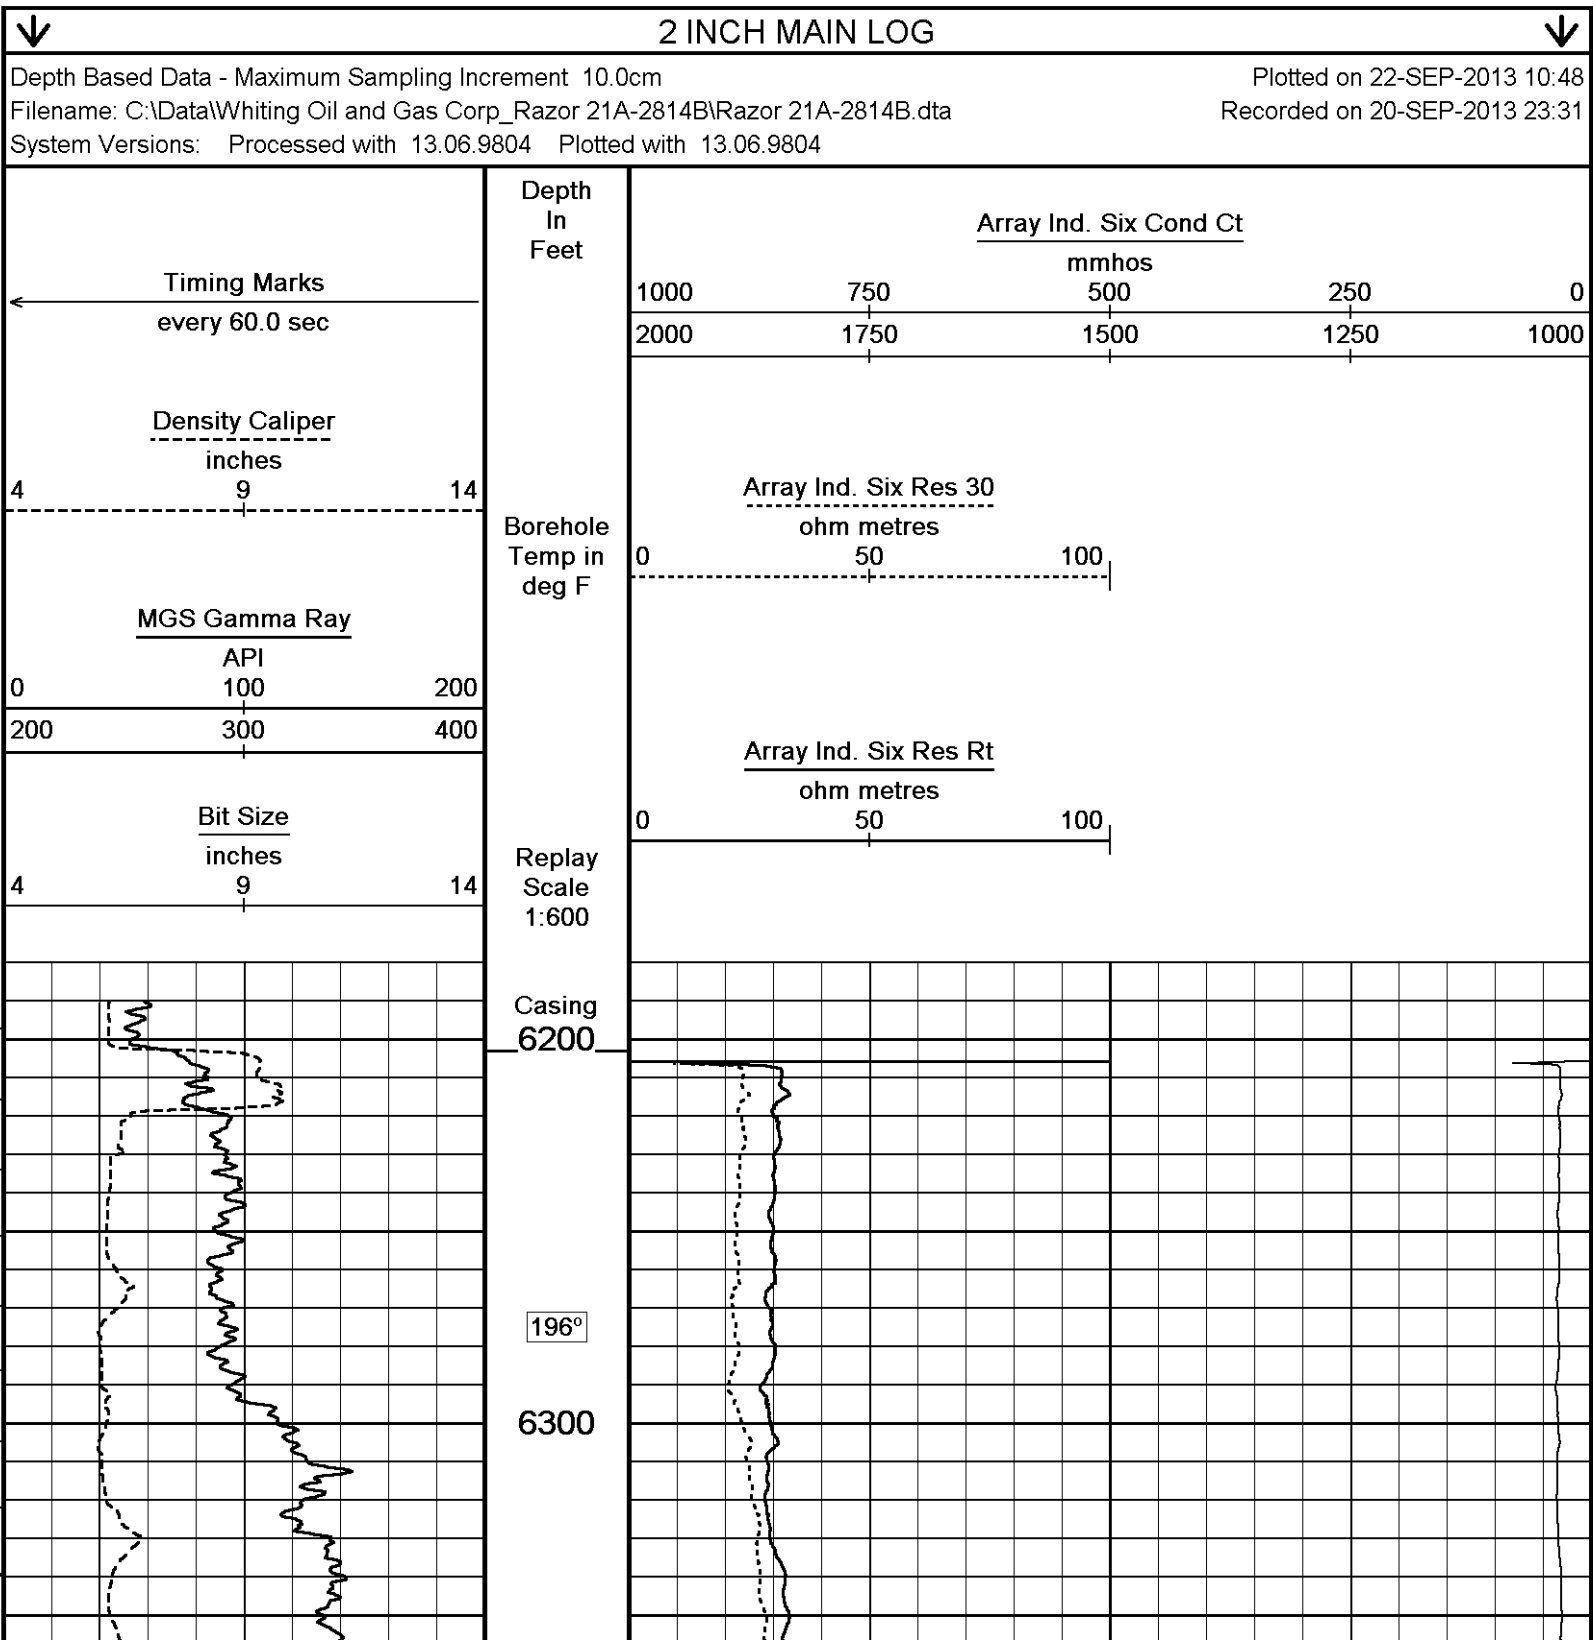 2 INCH MAIN LOG
Depth Based Data - Maximum Sampling Increment 10.0cm Plotted on 22-SEP-2013 10:48
Filename: C:\Data\Whiting Oil and Gas Corp_Razor 21A-2814B\Razor 21A-2814B.dta Recorded on 20-SEP-2013 23:31
System Versions: Processed with 13.06.9804 Plotted with 13.06.9804
Timing Marks
every 60.0 sec
Density Caliper
inches
4 9 14
MGS Gamma Ray
API
0 100 200
200 300 400
Bit Size
inches
4 9 14
Depth
In
Feet
Borehole
Temp in
deg F
Replay
Scale
1:600
Casing
6200
196º
6300
Array Ind. Six Cond Ct
mmhos
1000 750 500 250 0
2000 1750 1500 1250 1000
Array Ind. Six Res 30
ohm metres
0 50 100
Array Ind. Six Res Rt
ohm metres
0 50 100